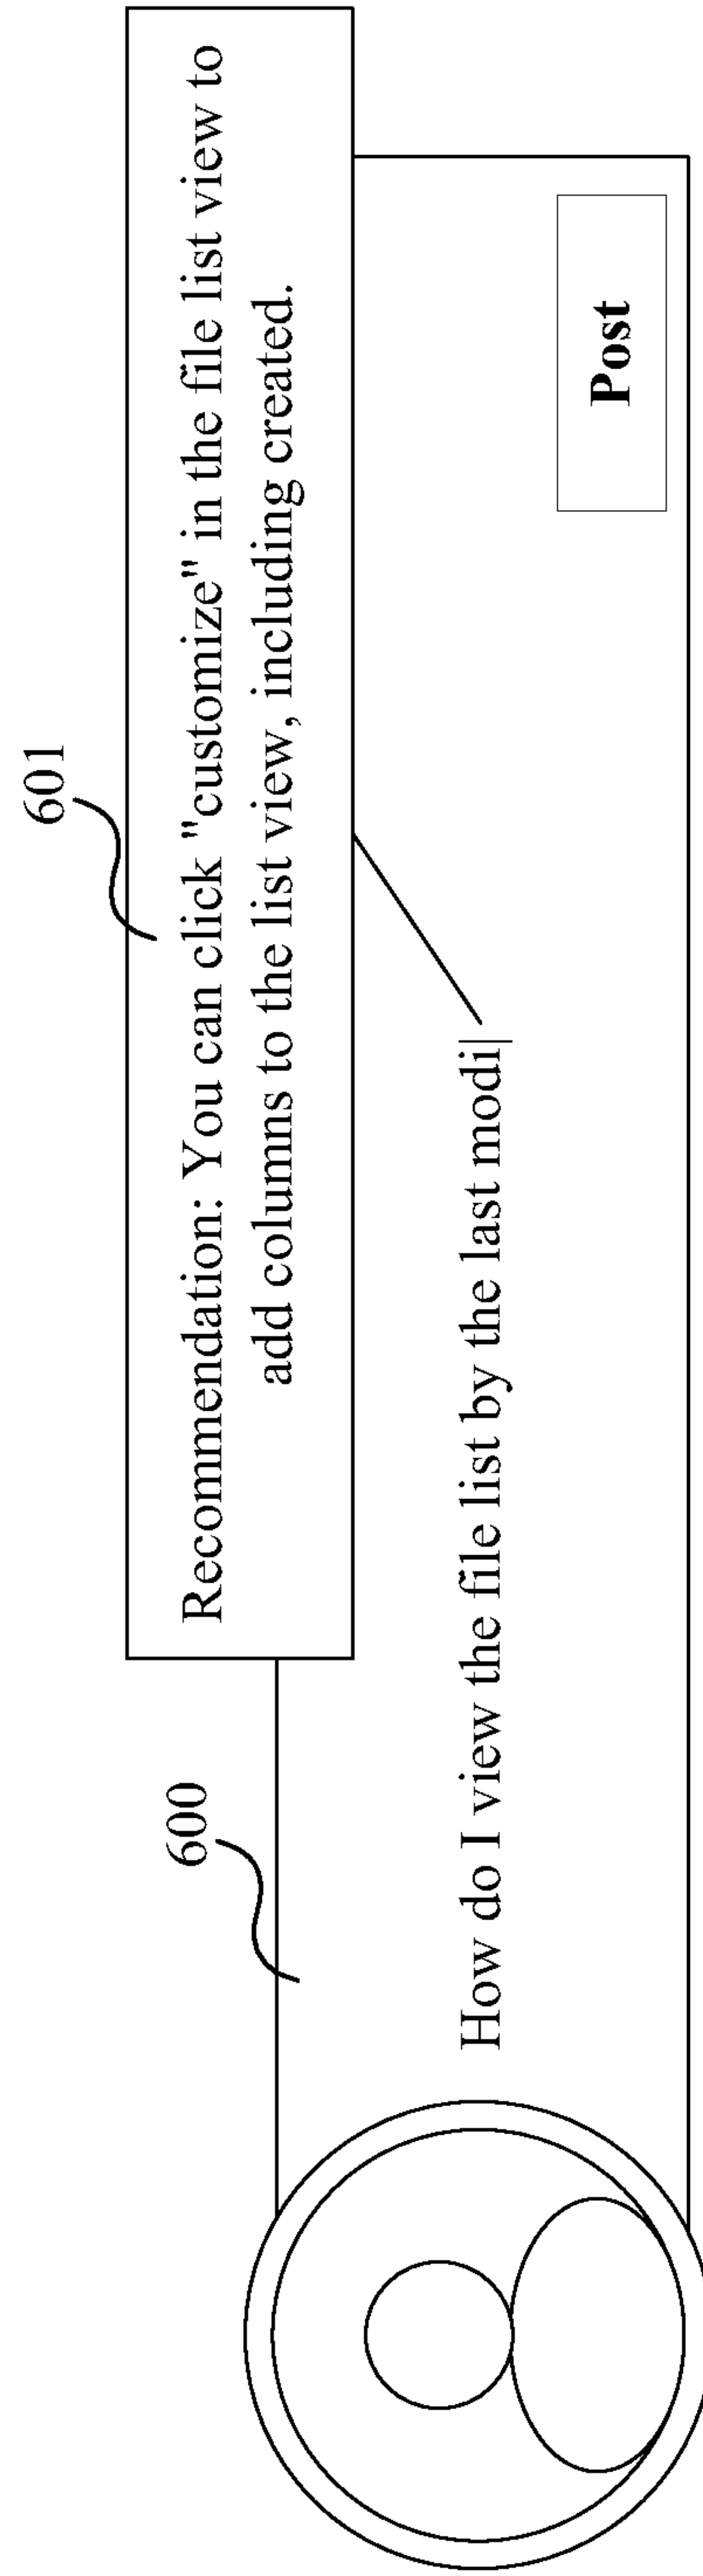 601
Recommendation: You can click "customize" in the file list view to
add columns to the list view, including created.
600
How do I view the file list by the last modi|
Post